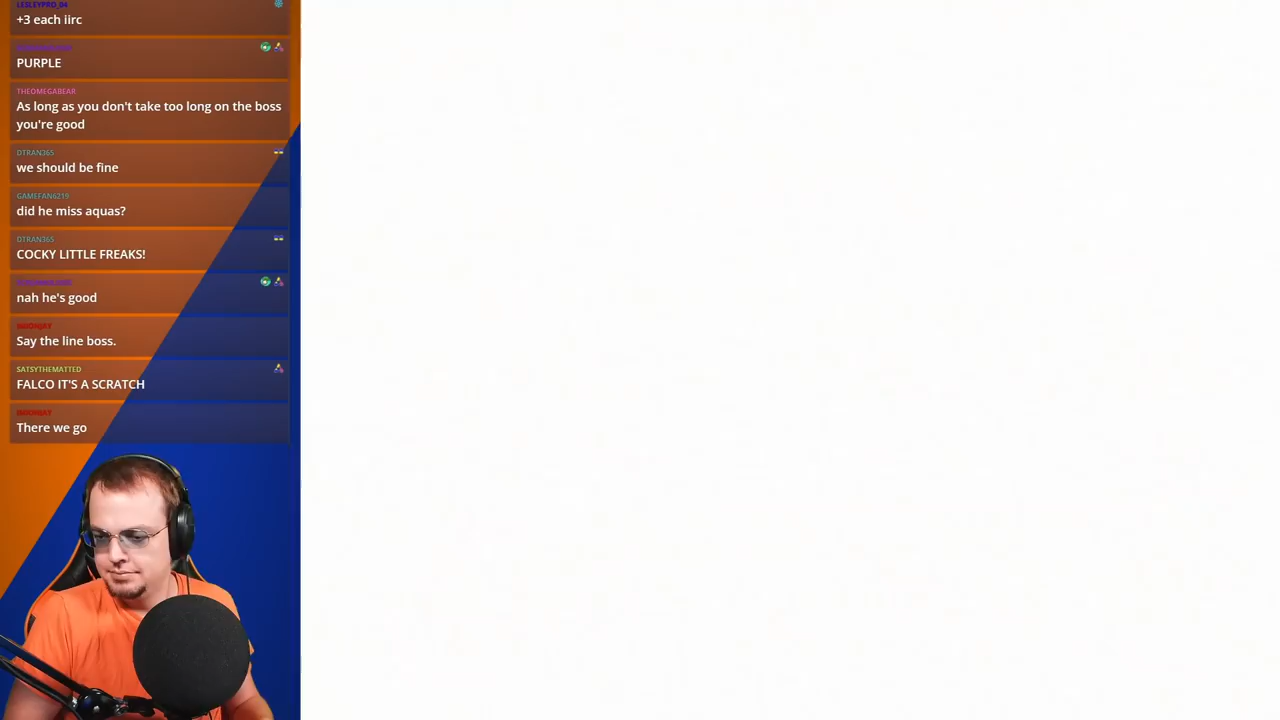 LESLEYPRO_04
+3 each iirc
PURPLE
THEOMEGABEAR
As long as you don't take too long on the boss
you're good
DTRAN365
we should be fine
GAMEFAN6219
did he miss aquas?
DTRAN365
COCKY LITTLE FREAKS!
nah he's good
Say the line boss.
SATSYTHEMATTED
FALCO IT'S A SCRATCH
There we go